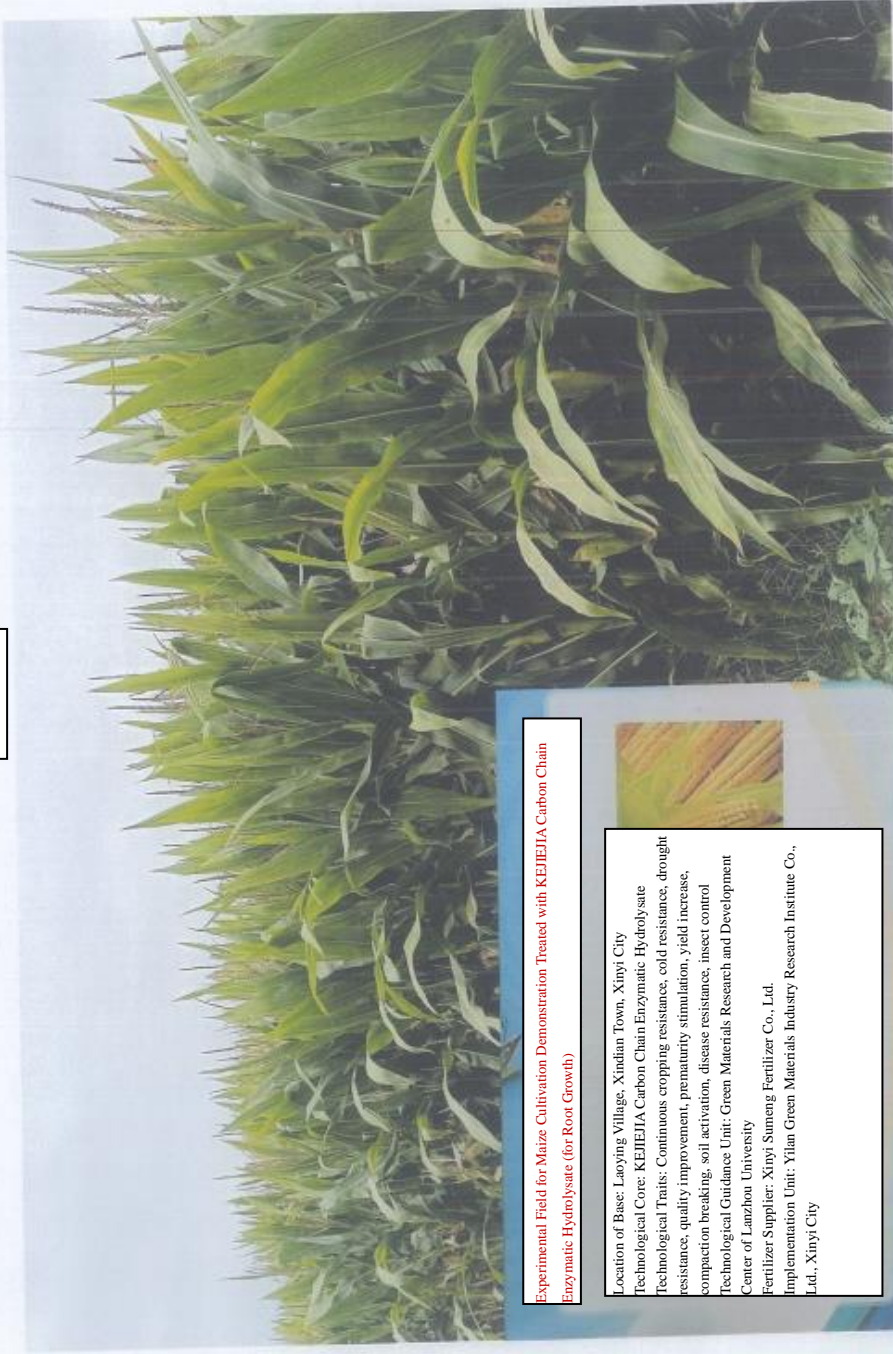 Experimental Field for Maize Cultivation Demonstration Treated with KEJIEJIA Carbon Chain
Enzymatic Hydrolysate (for Root Growth)
Location of Base: Laoying Village, Xindian Town, Xinyi City
Technological Core: KEJIEJIA Carbon Chain Enzymatic Hydrolysate
Technological Traits: Continuous cropping resistance, cold resistance, drought
resistance, quality improvement, prematurity stimulation, yield increase,
compaction breaking, soil activation, disease resistance, insect control
Technological Guidance Unit: Green Materials Research and Development
Center of Lanzhou University
Fertilizer Supplier: Xinyi Sumeng Fertilizer Co., Ltd.
Implementation Unit: Yilan Green Materials Industry Research Institute Co.,
Ltd., Xinyi City